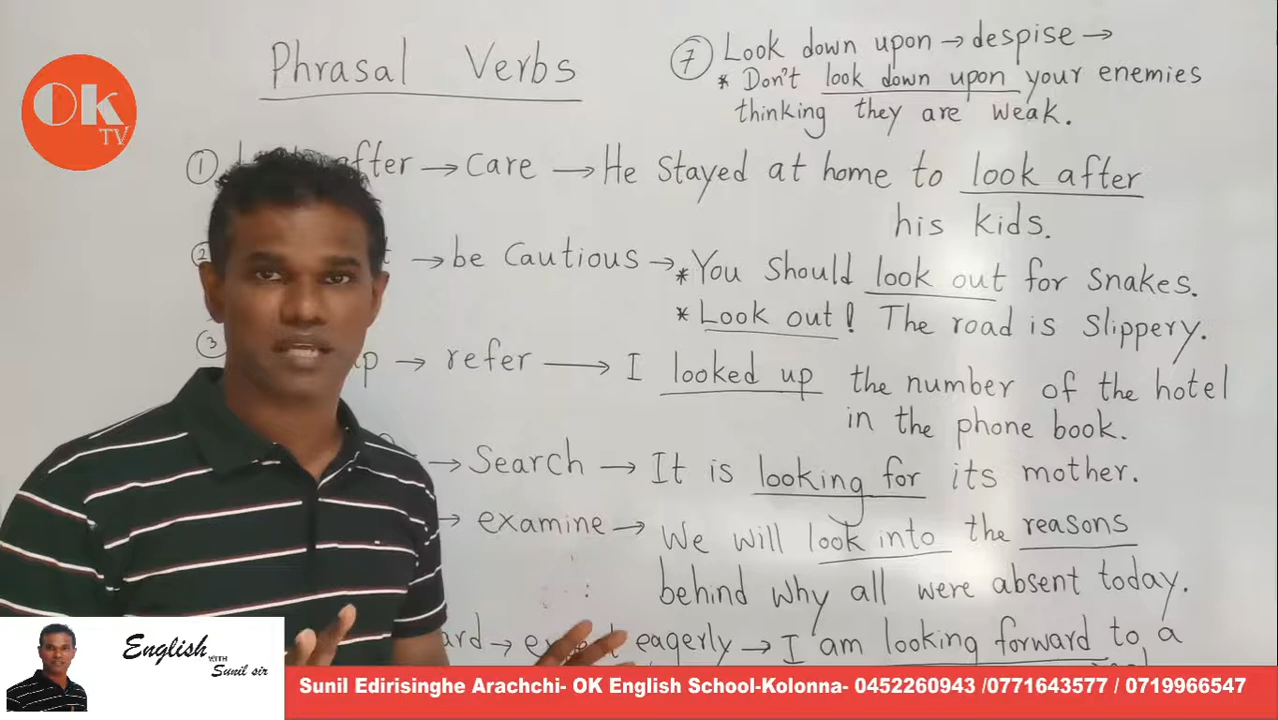 OK
TV
Phrasal Verbs
⑦ Look down upon → despise →
* Don't look down upon your enemies
thinking they are weak.
① after → Care → He Stayed at home to look after
his kids.
② → be Cautious → * You Should look out for Snakes.
* Look out! The road is Slippery.
③ → refer → I looked up the number of the hotel
in the phone book.
→ Search → It is looking for its mother.
→ examine → We will look into the reasons
behind why all were absent today.
→ eagerly → I am looking forward to a
English
WITH
Sunil sir
Sunil Edirisinghe Arachchi- OK English School-Kolonna- 0452260943 /0771643577 / 0719966547